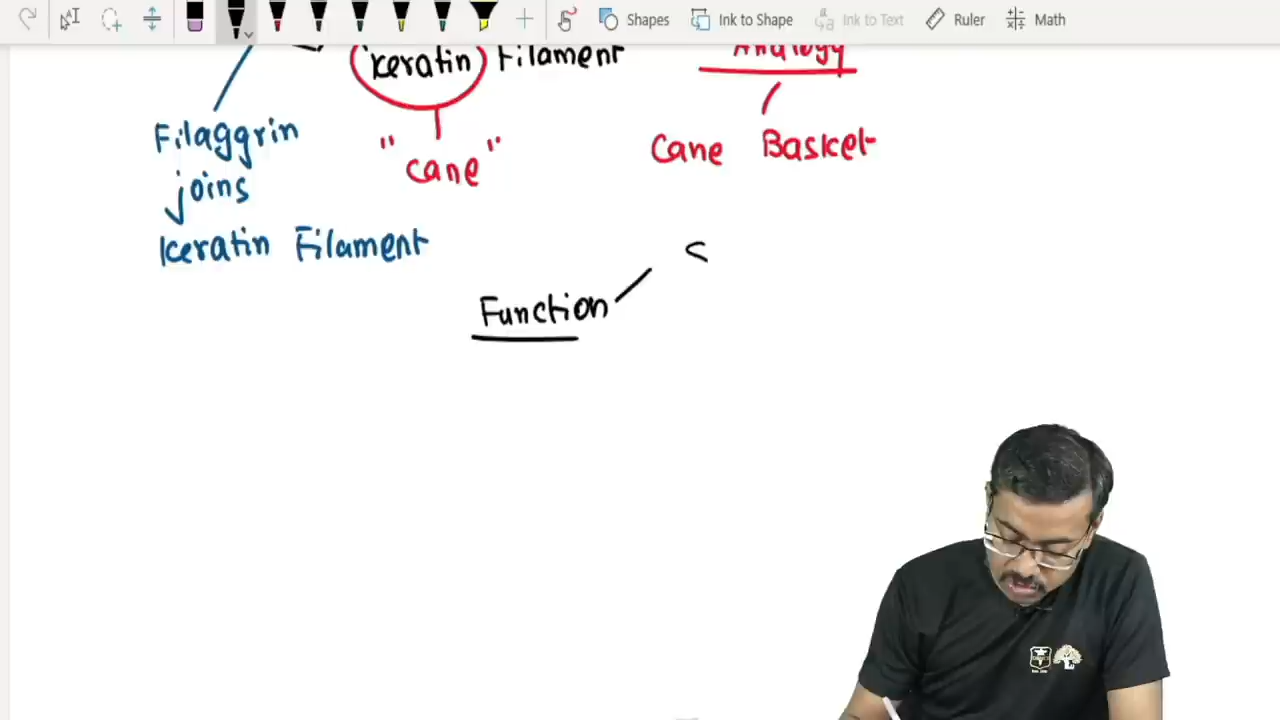 Shapes
Ink to Shape
Ink to Text
Ruler
Math
keratin Filament
Analogy
Filaggrin
joins
keratin Filament
"cane"
Cane Basket
Function